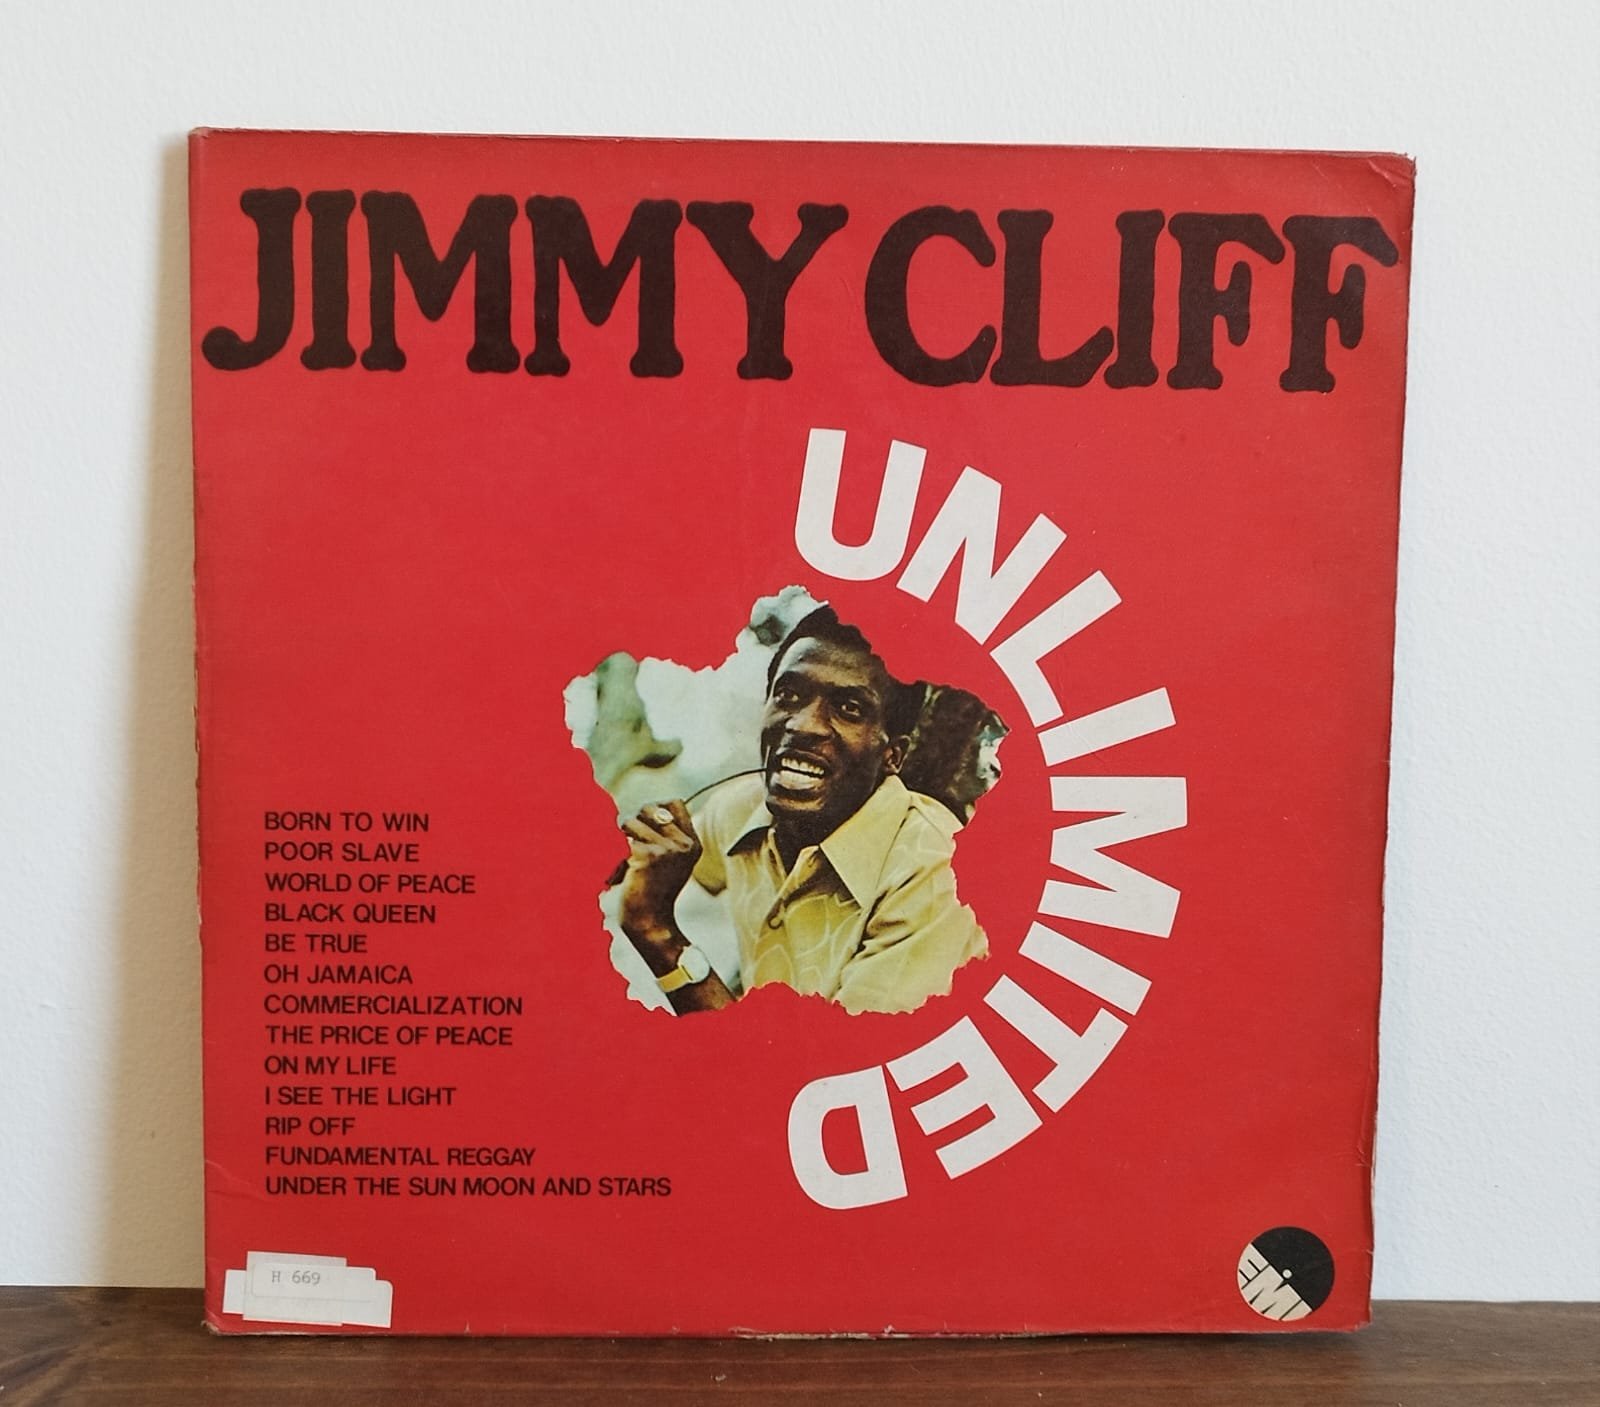 JIMMY CLIFF
UNLIMITED
BORN TO WIN
POOR SLAVE
WORLD OF PEACE
BLACK QUEEN
BE TRUE
OH JAMAICA
COMMERCIALIZATION
THE PRICE OF PEACE
ON MY LIFE
I SEE THE LIGHT
RIP OFF
FUNDAMENTAL REGGAY
UNDER THE SUN MOON AND STARS
H 669
EMI